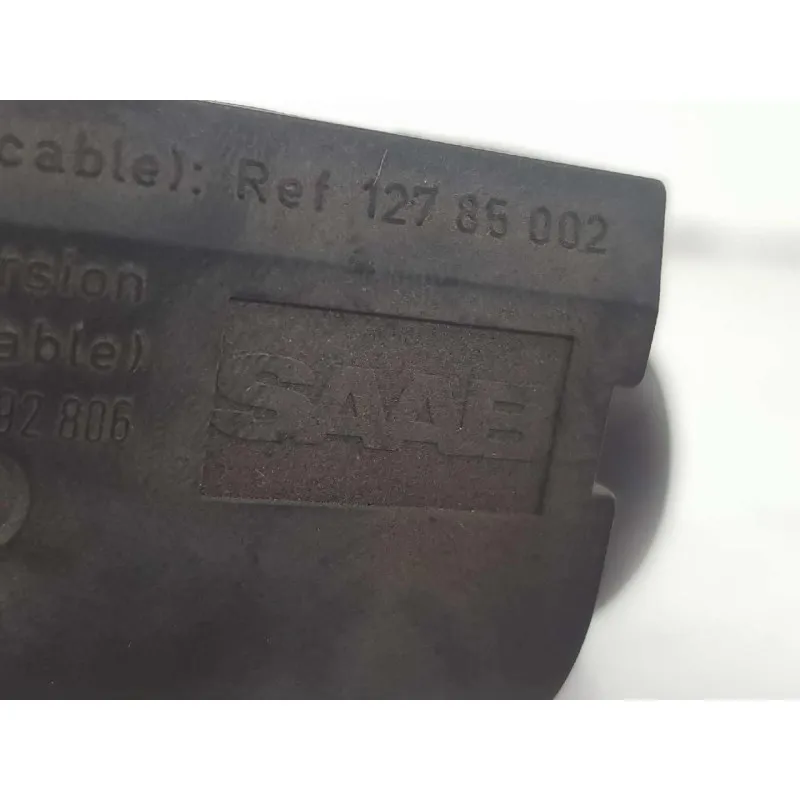 cable): Ref 127 85 002
rsion
able)
92 806
SAAB